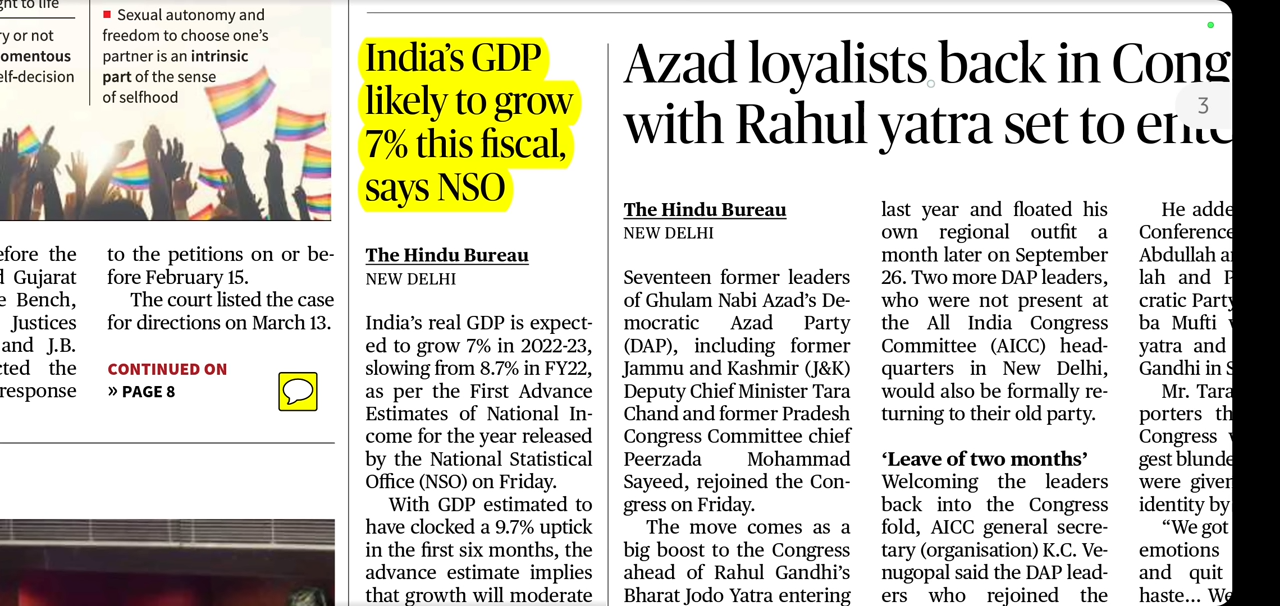 ght to life
ry or not
omentous
elf-decision
Sexual autonomy and
freedom to choose one's
partner is an intrinsic
part of the sense
of selfhood
efore the
d Gujarat
e Bench,
Justices
and J.B.
cted the
response
to the petitions on or be-
fore February 15.
The court listed the case
for directions on March 13.
CONTINUED ON
» PAGE 8
India's GDP
likely to grow
7% this fiscal,
says NSO
The Hindu Bureau
NEW DELHI
India's real GDP is expect-
ed to grow 7% in 2022-23,
slowing from 8.7% in FY22,
as per the First Advance
Estimates of National In-
come for the year released
by the National Statistical
Office (NSO) on Friday.
With GDP estimated to
have clocked a 9.7% uptick
in the first six months, the
advance estimate implies
that growth will moderate
Azad loyalists back in Cong
with Rahul yatra set to ente
3
The Hindu Bureau
NEW DELHI
Seventeen former leaders
of Ghulam Nabi Azad's De-
mocratic Azad Party
(DAP), including former
Jammu and Kashmir (J&K)
Deputy Chief Minister Tara
Chand and former Pradesh
Congress Committee chief
Peerzada Mohammad
Sayeed, rejoined the Con-
gress on Friday.
The move comes as a
big boost to the Congress
ahead of Rahul Gandhi's
Bharat Jodo Yatra entering
last year and floated his
own regional outfit a
month later on September
26. Two more DAP leaders,
who were not present at
the All India Congress
Committee (AICC) head-
quarters in New Delhi,
would also be formally re-
turning to their old party.
'Leave of two months'
Welcoming the leaders
back into the Congress
fold, AICC general secre-
tary (organisation) K.C. Ve-
nugopal said the DAP lead-
ers who rejoined the
He adde
Conference
Abdullah a
lah and P
cratic Party
ba Mufti
yatra and
Gandhi in S
Mr. Tara
porters th
Congress
gest blunde
were given
identity by
"We got
emotions
and quit
haste... We